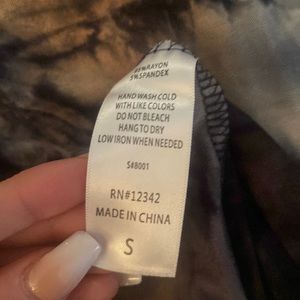 %RAYON
5%SPANDEX
HAND WASH COLD
WITH LIKE COLORS
DO NOT BLEACH
HANG TO DRY
LOW IRON WHEN NEEDED
S#8001
RN#12342
MADE IN CHINA
S